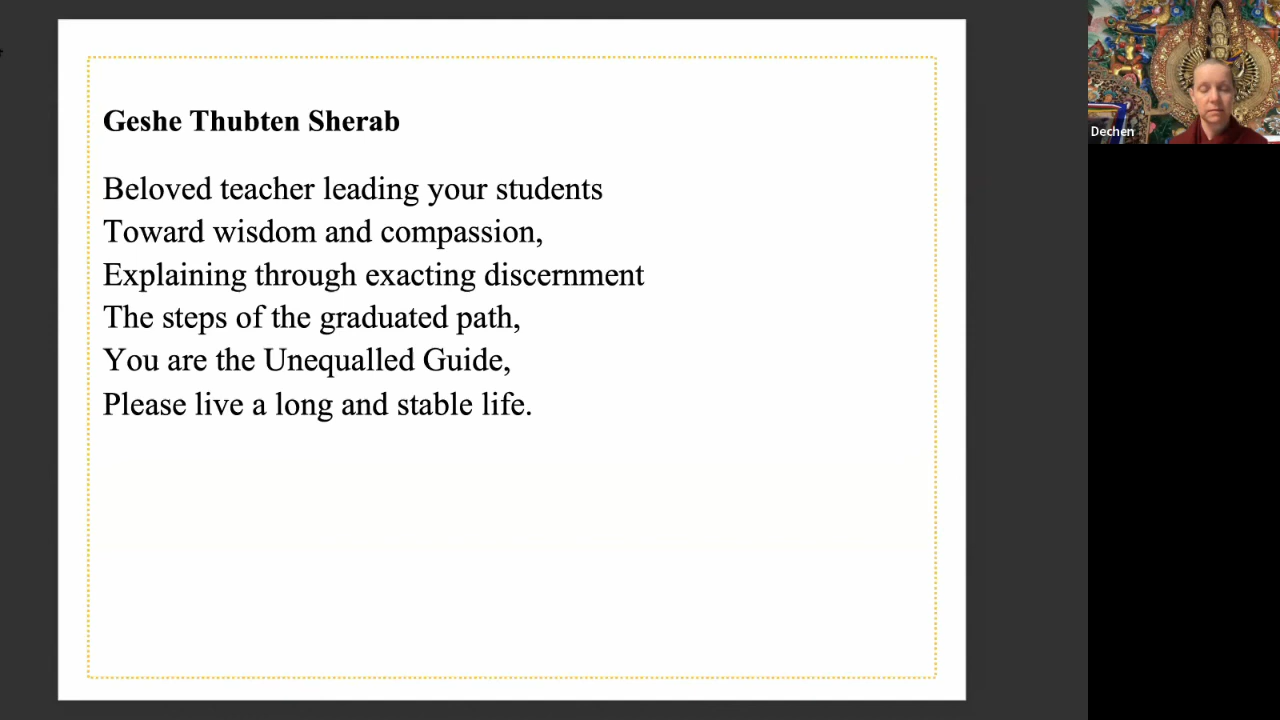 Geshe Thubten Sherab
Beloved teacher leading your students
Toward wisdom and compassion,
Explaining through exacting discernment
The steps of the graduated path,
You are the Unequalled Guide,
Please live a long and stable life.
Dechen